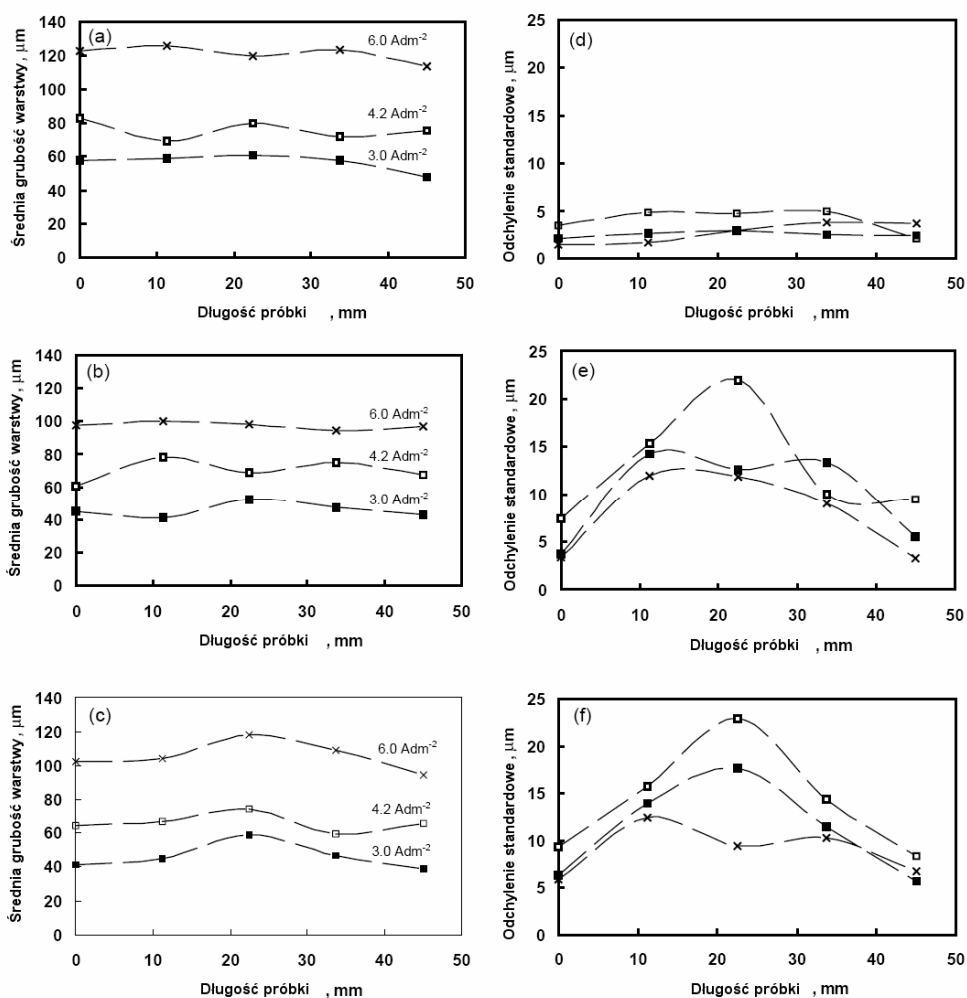 (a)
Średnia grubość warstwy, µm
140
120
100
80
60
40
20
0
6.0 Adm-2
4.2 Adm-2
3.0 Adm-2
0 10 20 30 40 50
Długość próbki , mm
(d)
Odchylenie standardowe, µm
25
20
15
10
5
0
0 10 20 30 40 50
Długość próbki , mm
(b)
Średnia grubość warstwy, µm
140
120
100
80
60
40
20
0
6.0 Adm-2
4.2 Adm-2
3.0 Adm-2
0 10 20 30 40 50
Długość próbki , mm
(e)
Odchylenie standardowe, µm
25
20
15
10
5
0
0 10 20 30 40 50
Długość próbki , mm
(c)
Średnia grubość warstwy, µm
140
120
100
80
60
40
20
0
6.0 Adm-2
4.2 Adm-2
3.0 Adm-2
0 10 20 30 40 50
Długość próbki , mm
(f)
Odchylenie standardowe, µm
25
20
15
10
5
0
0 10 20 30 40 50
Długość próbki , mm